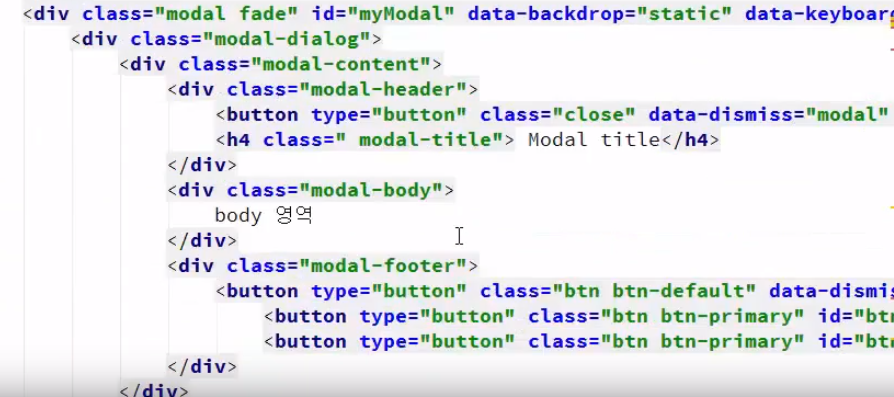 <div class="modal fade" id="myModal" data-backdrop="static" data-keyboard
<div class="modal-dialog">
<div class="modal-content">
<div class="modal-header">
<button type="button" class="close" data-dismiss="modal"
<h4 class=" modal-title"> Modal title</h4>
</div>
<div class="modal-body">
body 영역
</div>
<div class="modal-footer">
<button type="button" class="btn btn-default" data-dismis
<button type="button" class="btn btn-primary" id="btn
<button type="button" class="btn btn-primary" id="btn
</div>
</div>